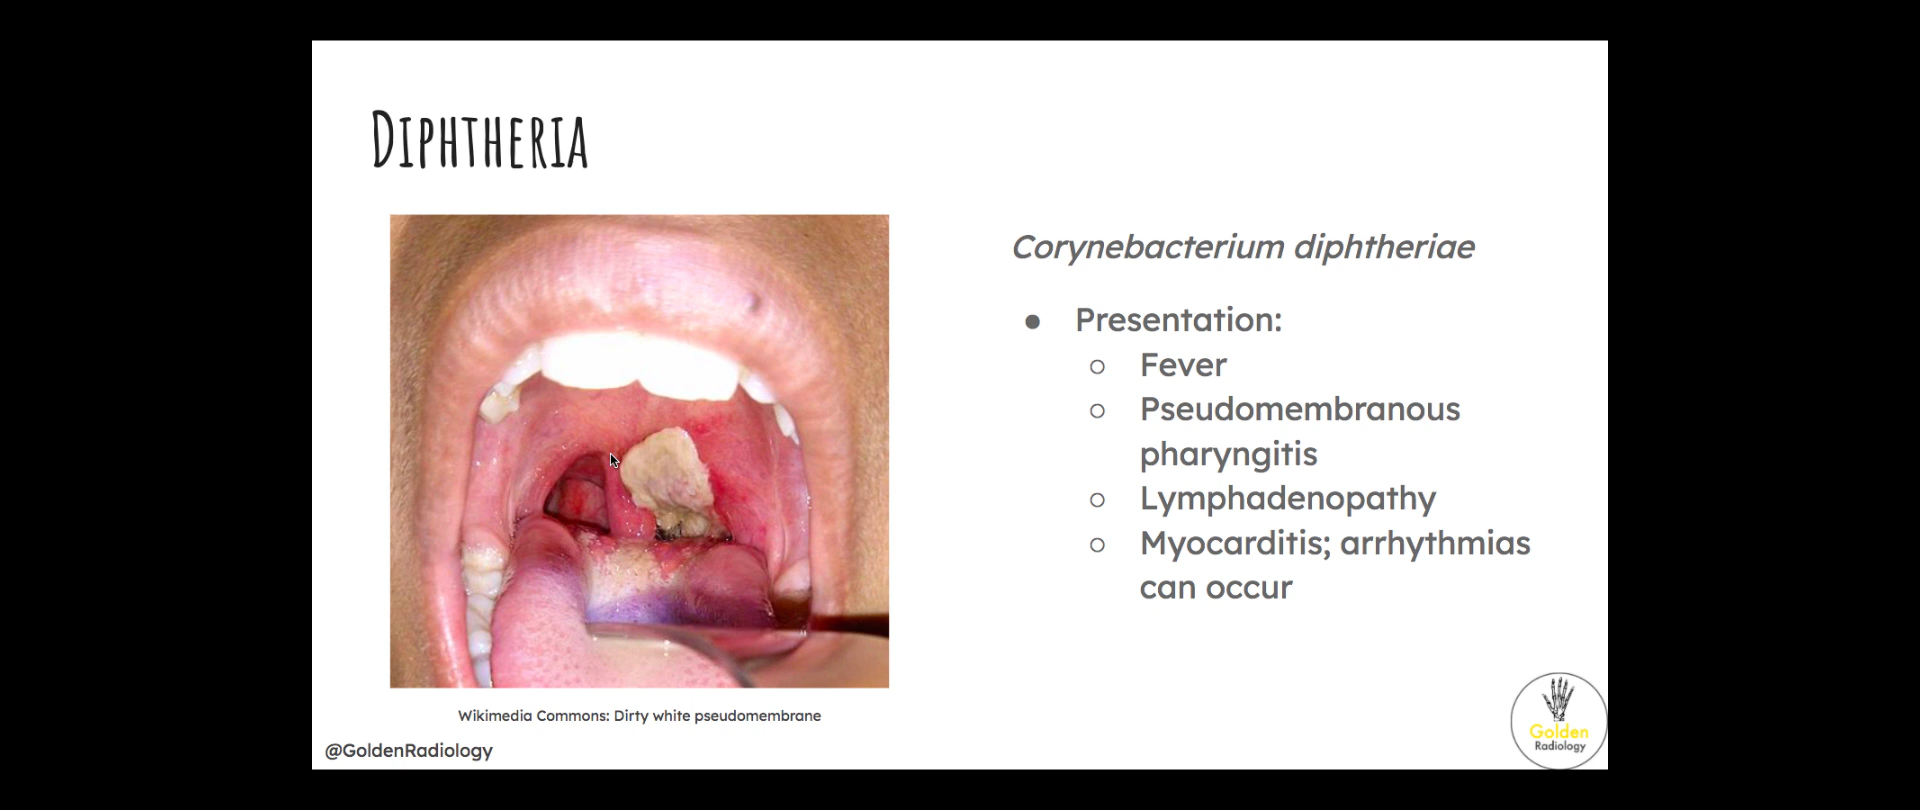 DIPHTHERIA
Corynebacterium diphtheriae
● Presentation:
○ Fever
○ Pseudomembranous
pharyngitis
○ Lymphadenopathy
○ Myocarditis; arrhythmias
can occur
Wikimedia Commons: Dirty white pseudomembrane
@GoldenRadiology
Golden
Radiology